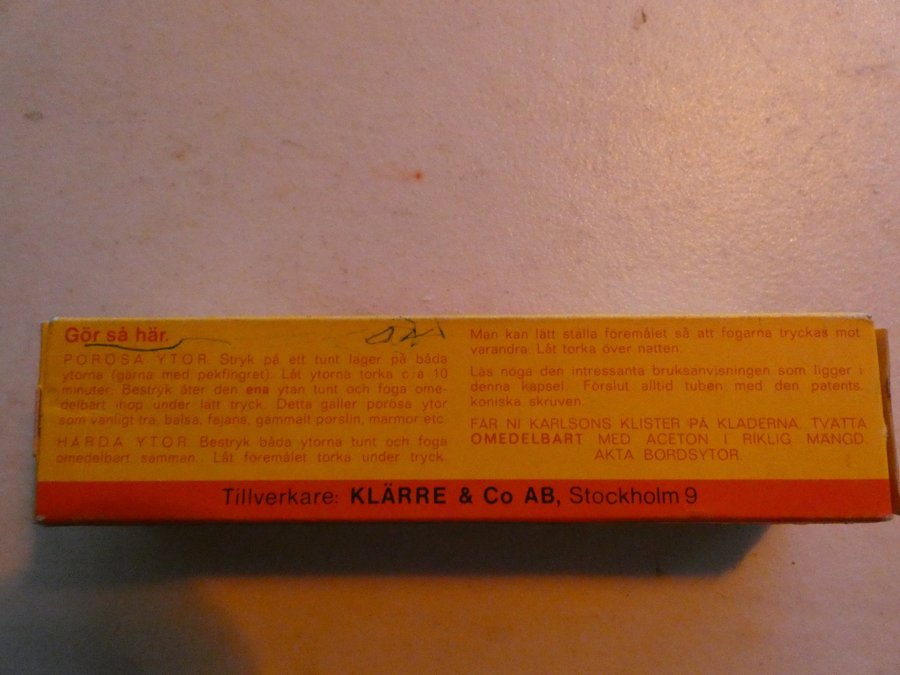 Gör så här.
PORÖSA YTOR. Stryk på ett tunt lager på båda
ytorna (gärna med pekfingret). Låt ytorna torka c:a 10
minuter. Bestryk åter den ena ytan tunt och foga ome-
delbart ihop under lätt tryck. Detta gäller porösa ytor
som vanligt trä, balsa, fajans, gammalt porslin, marmor etc.
HÅRDA YTOR. Bestryk båda ytorna tunt och foga
omedelbart samman. Låt föremålet torka under tryck.
Man kan lätt ställa föremålet så att fogarna tryckas mot
varandra. Låt torka över natten.
Läs noga den intressanta bruksanvisningen som ligger i
denna kapsel. Förslut alltid tuben med den patents.
koniska skruven.
FÅR NI KARLSONS KLISTER PÅ KLÄDERNA, TVÄTTA
OMEDELBART MED ACETON I RIKLIG MÄNGD.
AKTA BORDSYTOR.
Tillverkare: KLÄRRE & Co AB, Stockholm 9